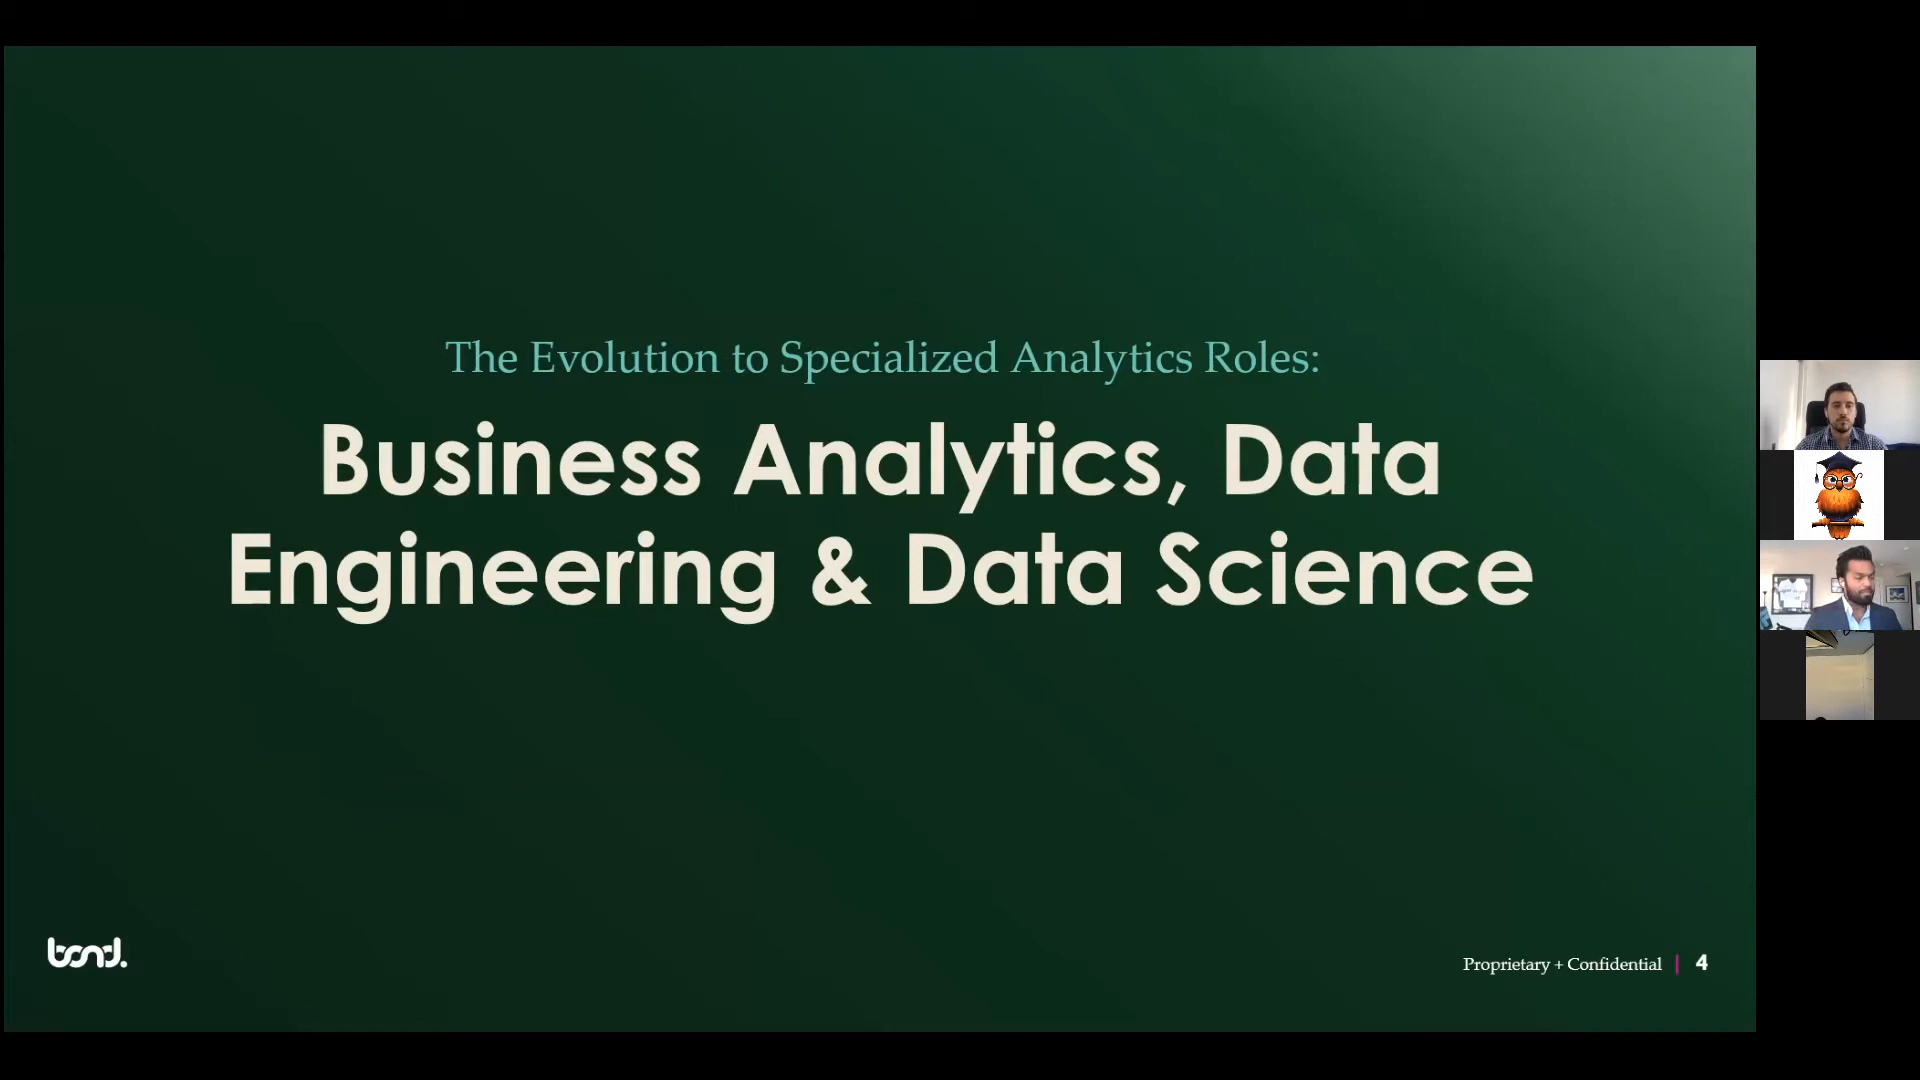 The Evolution to Specialized Analytics Roles:
Business Analytics, Data
Engineering & Data Science
bond.
Proprietary + Confidential | 4